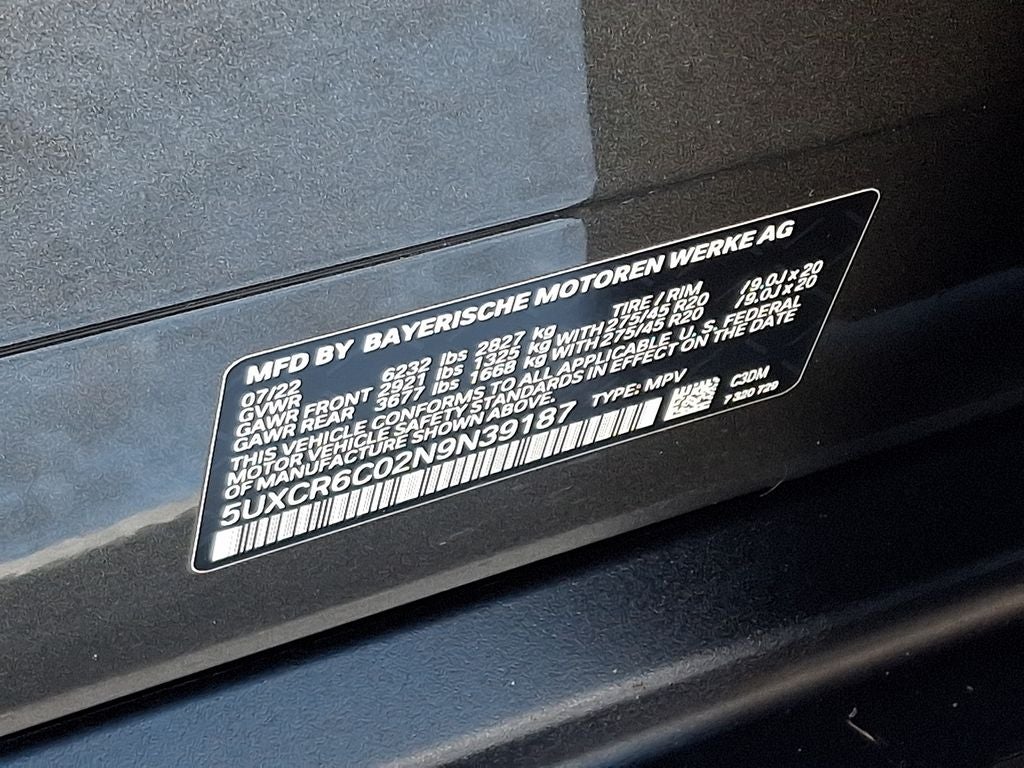 MFD BY BAYERISCHE MOTOREN WERKE AG
07/22 TIRE / RIM
GVWR 6232 lbs 2827 kg
GAWR FRONT 2921 lbs 1325 kg WITH 275/45 R20 /9.0J x 20
GAWR REAR 3677 lbs 1668 kg WITH 275/45 R20 /9.0J x 20
THIS VEHICLE CONFORMS TO ALL APPLICABLE U. S. FEDERAL
MOTOR VEHICLE SAFETY STANDARDS IN EFFECT ON THE DATE
OF MANUFACTURE SHOWN ABOVE.
5UXCR6C02N9N39187 TYPE: MPV C3DM
7 320 729